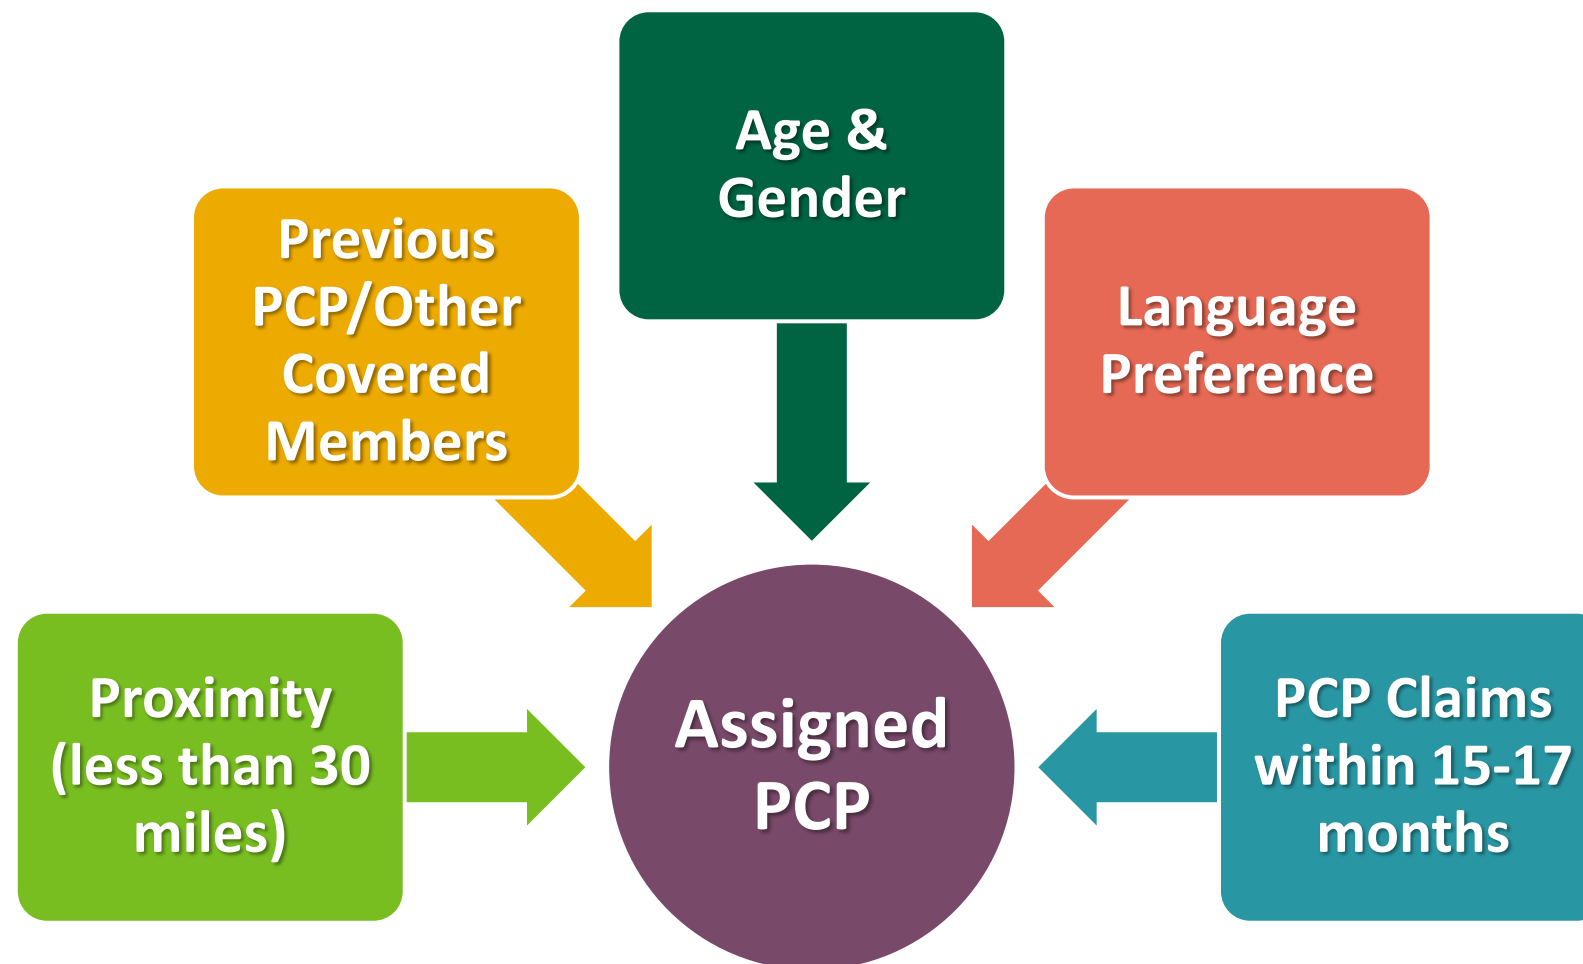 Age &
Gender
Previous
PCP/Other
Covered
Members
Language
Preference
Proximity
(less than 30
miles)
Assigned
PCP
PCP Claims
within 15-17
months